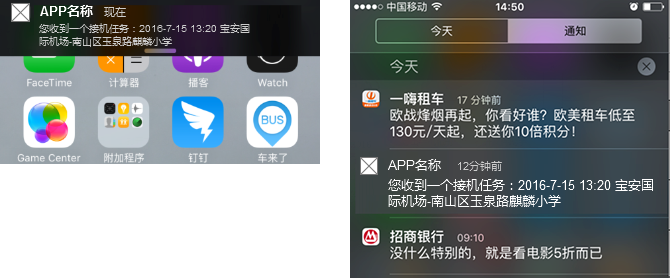 APP名称 现在
您收到一个接机任务：2016-7-15 13:20 宝安国
际机场-南山区玉泉路麒麟小学
FaceTime 计算器 播客 Watch
BUS
Game Center 附加程序 钉钉 车来了
中国移动 14:50
今天 通知
今天
一嗨租车 17 分钟前
欧战烽烟再起，你看好谁？欧美租车低至
130元/天起，还送你10倍积分！
APP名称 12分钟前
您收到一个接机任务：2016-7-15 13:20 宝安国
际机场-南山区玉泉路麒麟小学
招商银行 09:10
没什么特别的，就是看电影5折而已